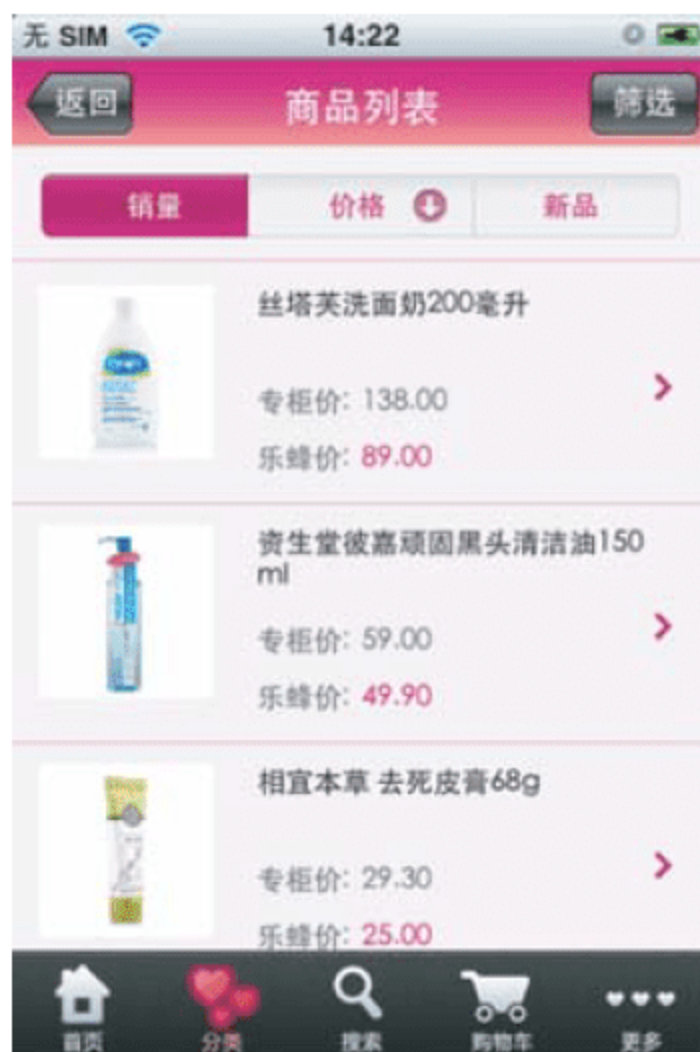 无 SIM 14:22
返回 商品列表 筛选
销量 价格 新品
丝塔芙洗面奶200毫升
专柜价: 138.00
乐蜂价: 89.00
资生堂彼嘉顽固黑头清洁油150
ml
专柜价: 59.00
乐蜂价: 49.90
相宜本草 去死皮膏68g
专柜价: 29.30
乐蜂价: 25.00
首页 分类 搜索 购物车 更多